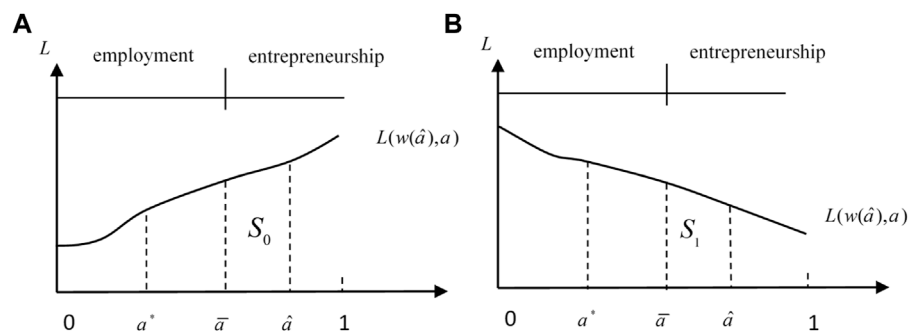 A
L
employment entrepreneurship
L(w(â),a)
S₀
0 a* ā â 1
B
L
employment entrepreneurship
L(w(â),a)
S₁
0 a* ā â 1